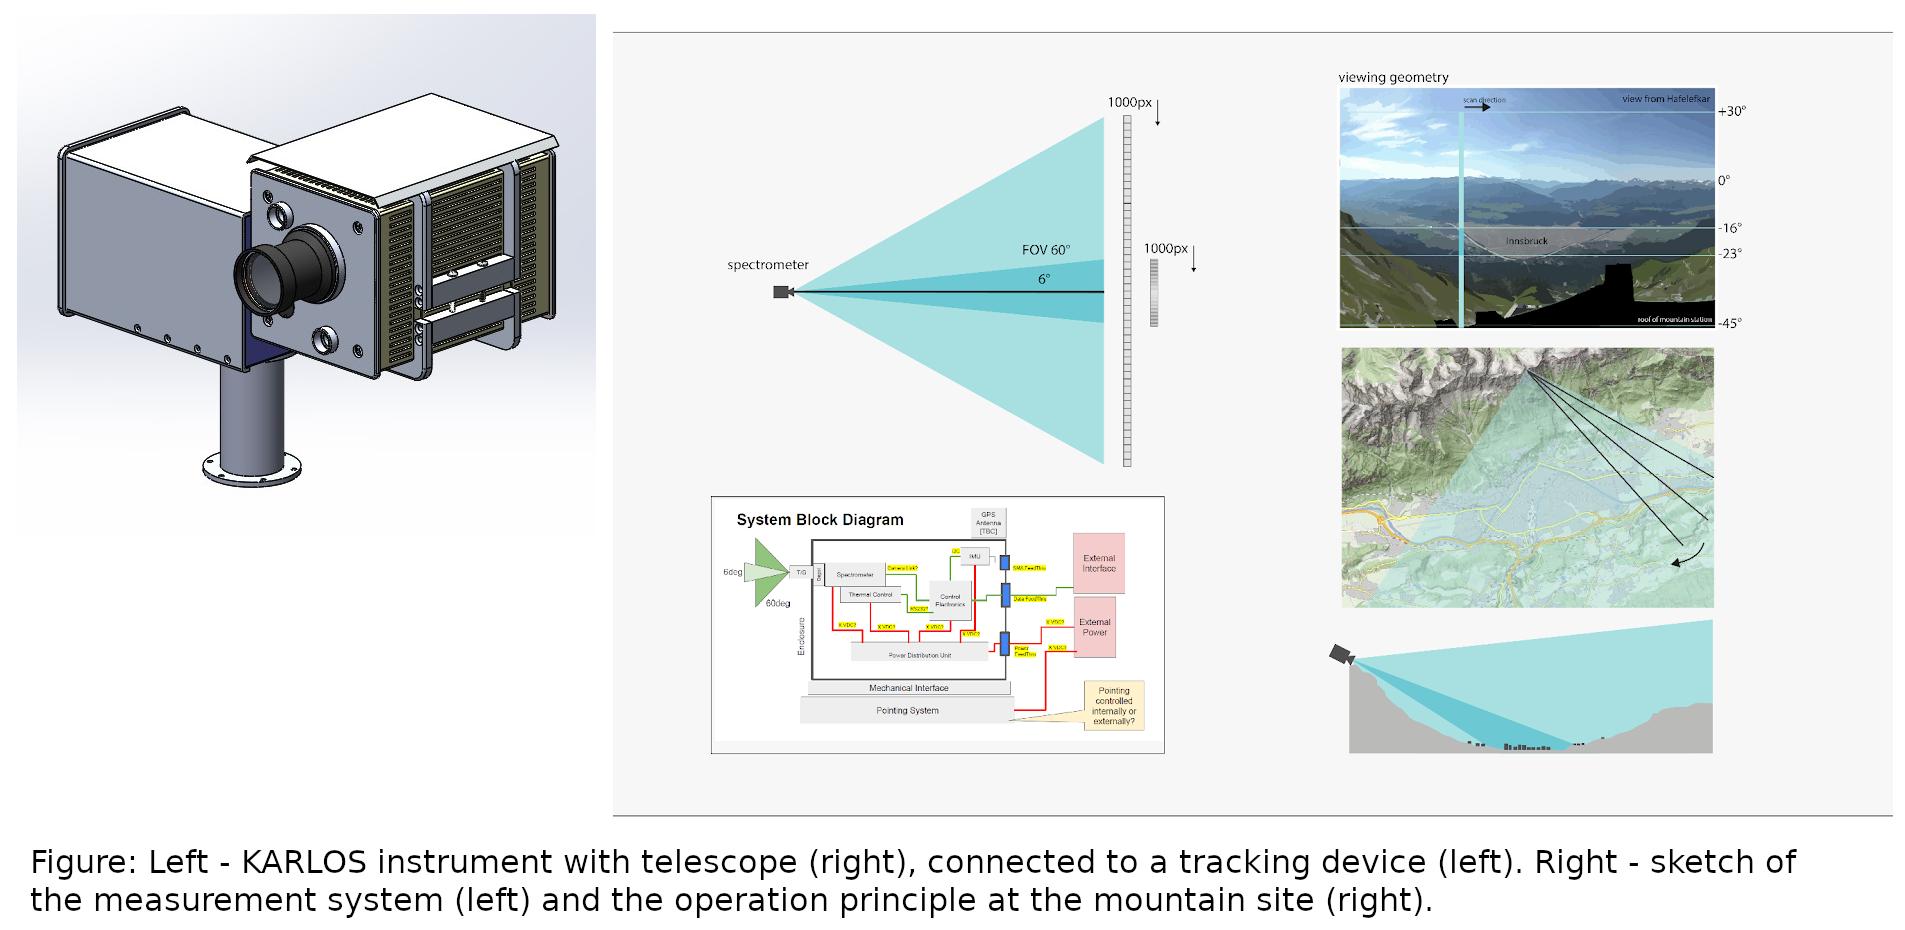 1000px
spectrometer
FOV 60°
6°
1000px
viewing geometry
scan direction
view from Hafelefkar
+30°
0°
-16°
Innsbruck
-23°
roof of mountain station
-45°
System Block Diagram
GPS
Antenna
[TBC]
6deg
60deg
T/S
Spectrometer
Camera Link?
IMU
SMA FeedThru
External
Interface
Thermal Control
RS232?
Control
Electronics
Data FeedThru
X VDC?
X VDC?
X VDC?
X VDC?
X VDC?
External
Power
Enclosure
Power Distribution Unit
Power
FeedThru
X VDC?
Mechanical Interface
Pointing System
Pointing
controlled
internally or
externally?
Figure: Left - KARLOS instrument with telescope (right), connected to a tracking device (left). Right - sketch of
the measurement system (left) and the operation principle at the mountain site (right).